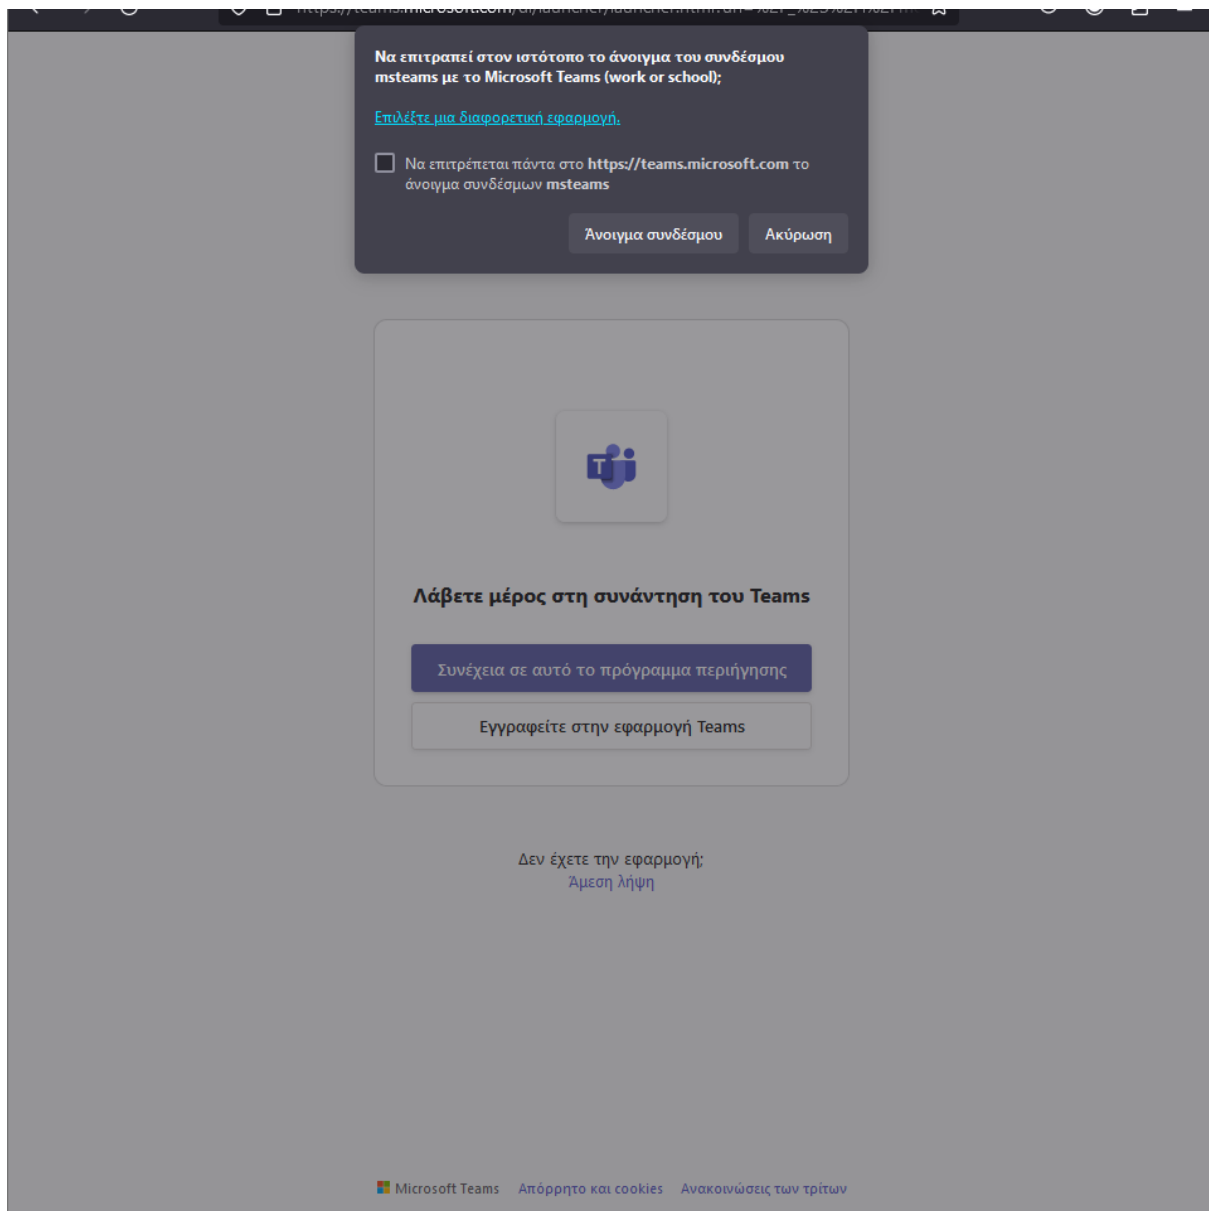 Να επιτραπεί στον ιστότοπο το άνοιγμα του συνδέσμου
msteams με το Microsoft Teams (work or school);
Επιλέξτε μια διαφορετική εφαρμογή.
Να επιτρέπεται πάντα στο https://teams.microsoft.com το
άνοιγμα συνδέσμων msteams
Άνοιγμα συνδέσμου
Ακύρωση
T
Λάβετε μέρος στη συνάντηση του Teams
Συνέχεια σε αυτό το πρόγραμμα περιήγησης
Εγγραφείτε στην εφαρμογή Teams
Δεν έχετε την εφαρμογή;
Άμεση λήψη
Microsoft Teams Απόρρητο και cookies Ανακοινώσεις των τρίτων